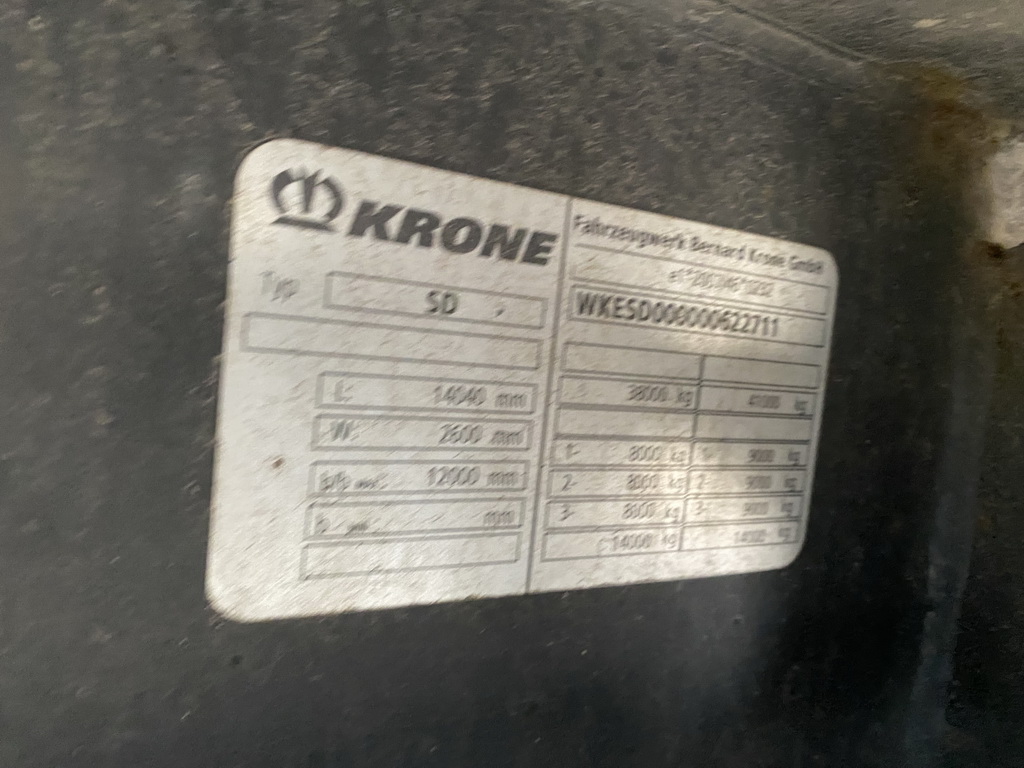 KRONE
Typ SD
L: 14040 mm
W: 2600 mm
12000 mm
mm
Fahrzeugwerk Bernard Krone GmbH
WKESD000000622711
38000 kg 41000 kg
1- 8000 kg 1- 9000 kg
2- 8000 kg 2- 9000 kg
3- 8000 kg 3- 9000 kg
14000 kg 14000 kg